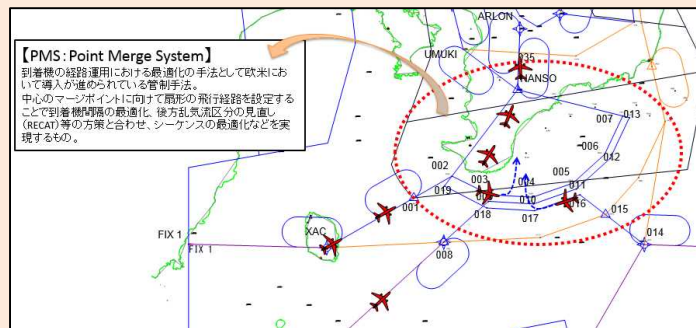 【PMS:Point Merge System】
到着機の経路運用における最適化の手法として欧米にお
いて導入が進められている管制手法。
中心のマージポイントに向けて扇形の飛行経路を設定する
ことで到着機間隔の最適化、後方乱気流区分の見直し
(RECAT)等の方策と合わせ、シーケンスの最適化などを実
現するもの。
ARLON
UMUKI
035
NANSO
007
013
006
012
002
005
003
004
011
019
001
010
016
018
017
015
XAC
FIX 1
FIX 1
008
014